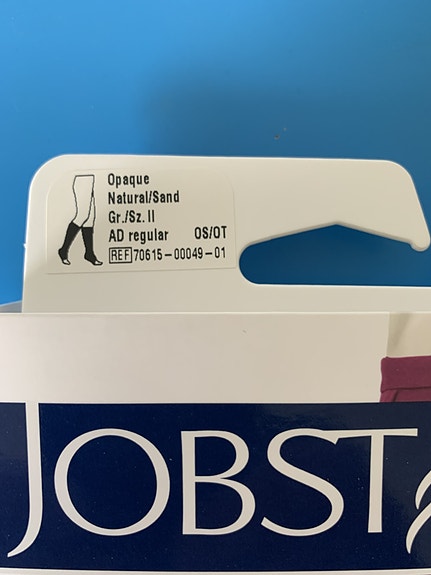 Opaque
Natural/Sand
Gr./Sz. II
AD regular OS/OT
REF 70615-00049-01
JOBST